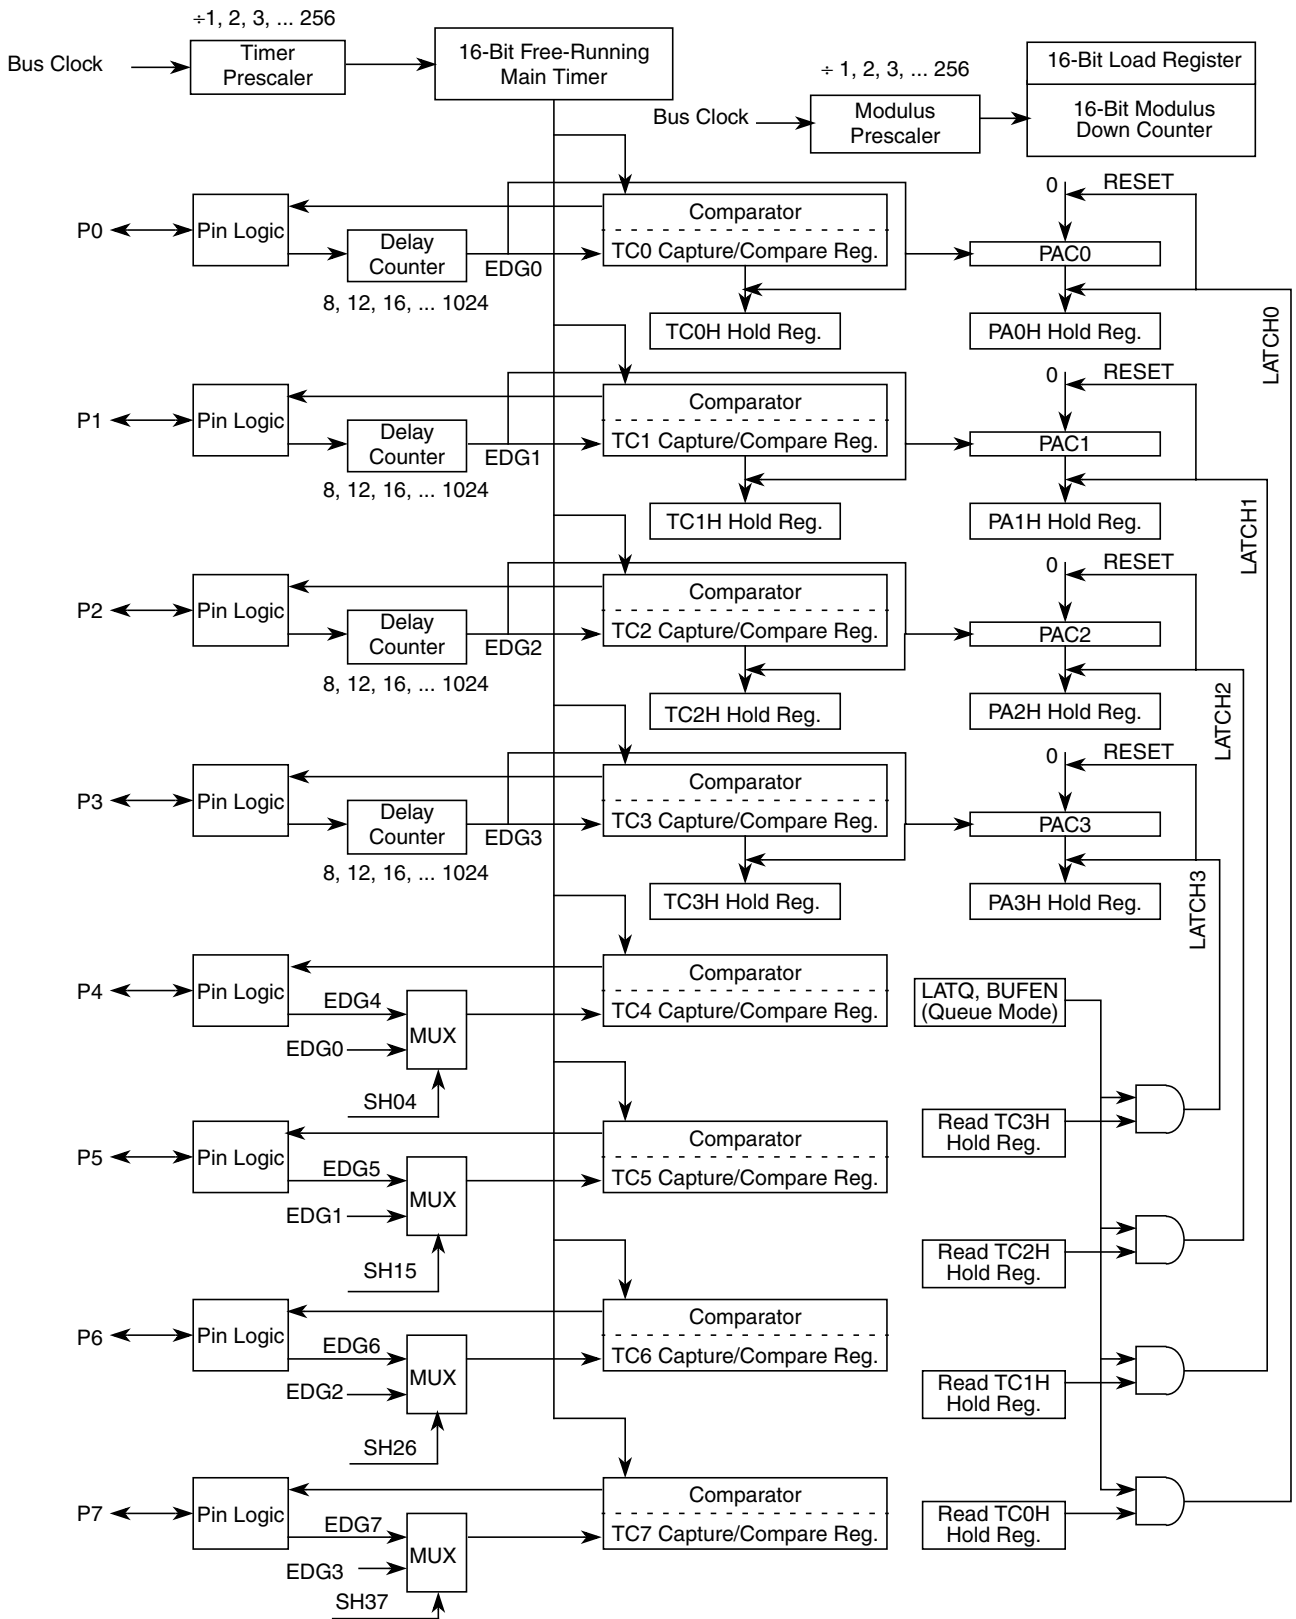 ÷1, 2, 3, ... 256
Bus Clock
Timer
Prescaler
16-Bit Free-Running
Main Timer
÷ 1, 2, 3, ... 256
Bus Clock
Modulus
Prescaler
16-Bit Load Register
16-Bit Modulus
Down Counter
P0
Pin Logic
Delay
Counter
8, 12, 16, ... 1024
EDG0
Comparator
TC0 Capture/Compare Reg.
TC0H Hold Reg.
0
RESET
PAC0
PA0H Hold Reg.
LATCH0
P1
Pin Logic
Delay
Counter
8, 12, 16, ... 1024
EDG1
Comparator
TC1 Capture/Compare Reg.
TC1H Hold Reg.
0
RESET
PAC1
PA1H Hold Reg.
LATCH1
P2
Pin Logic
Delay
Counter
8, 12, 16, ... 1024
EDG2
Comparator
TC2 Capture/Compare Reg.
TC2H Hold Reg.
0
RESET
PAC2
PA2H Hold Reg.
LATCH2
P3
Pin Logic
Delay
Counter
8, 12, 16, ... 1024
EDG3
Comparator
TC3 Capture/Compare Reg.
TC3H Hold Reg.
0
RESET
PAC3
PA3H Hold Reg.
LATCH3
P4
Pin Logic
EDG4
EDG0
MUX
SH04
Comparator
TC4 Capture/Compare Reg.
LATQ, BUFEN
(Queue Mode)
P5
Pin Logic
EDG5
EDG1
MUX
SH15
Comparator
TC5 Capture/Compare Reg.
Read TC3H
Hold Reg.
Read TC2H
Hold Reg.
P6
Pin Logic
EDG6
EDG2
MUX
SH26
Comparator
TC6 Capture/Compare Reg.
Read TC1H
Hold Reg.
P7
Pin Logic
EDG7
EDG3
MUX
SH37
Comparator
TC7 Capture/Compare Reg.
Read TC0H
Hold Reg.